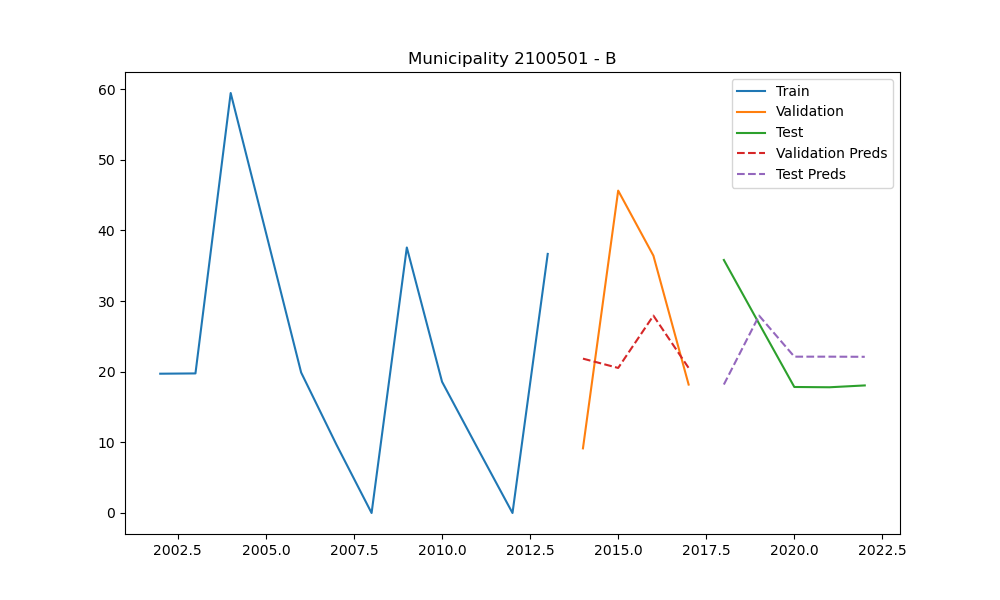 Municipality 2100501 - B
Train
Validation
Test
Validation Preds
Test Preds
60
50
40
30
20
10
0
2002.5 2005.0 2007.5 2010.0 2012.5 2015.0 2017.5 2020.0 2022.5